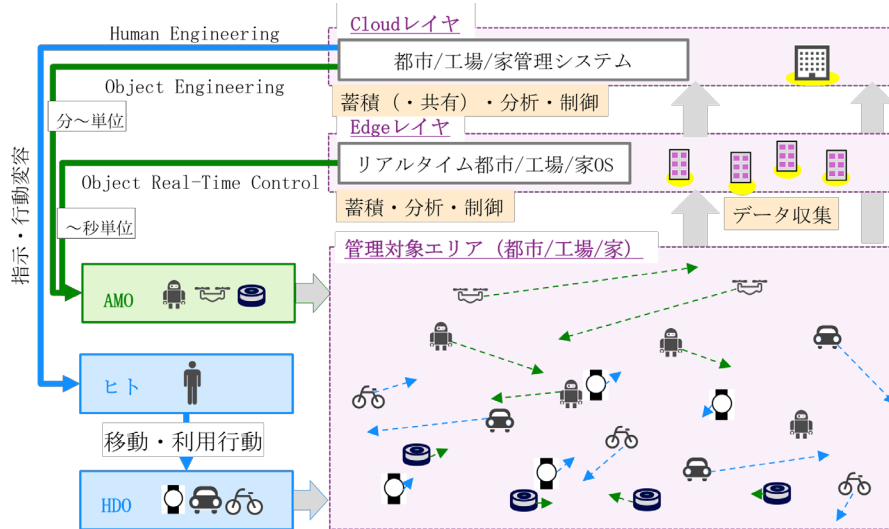 Human Engineering
Cloudレイヤ
都市/工場/家管理システム
Object Engineering
蓄積（・共有）・分析・制御
分～単位
Edgeレイヤ
リアルタイム都市/工場/家OS
Object Real-Time Control
蓄積・分析・制御
データ収集
～秒単位
指示・行動変容
管理対象エリア（都市/工場/家）
AMO
ヒト
移動・利用行動
HDO